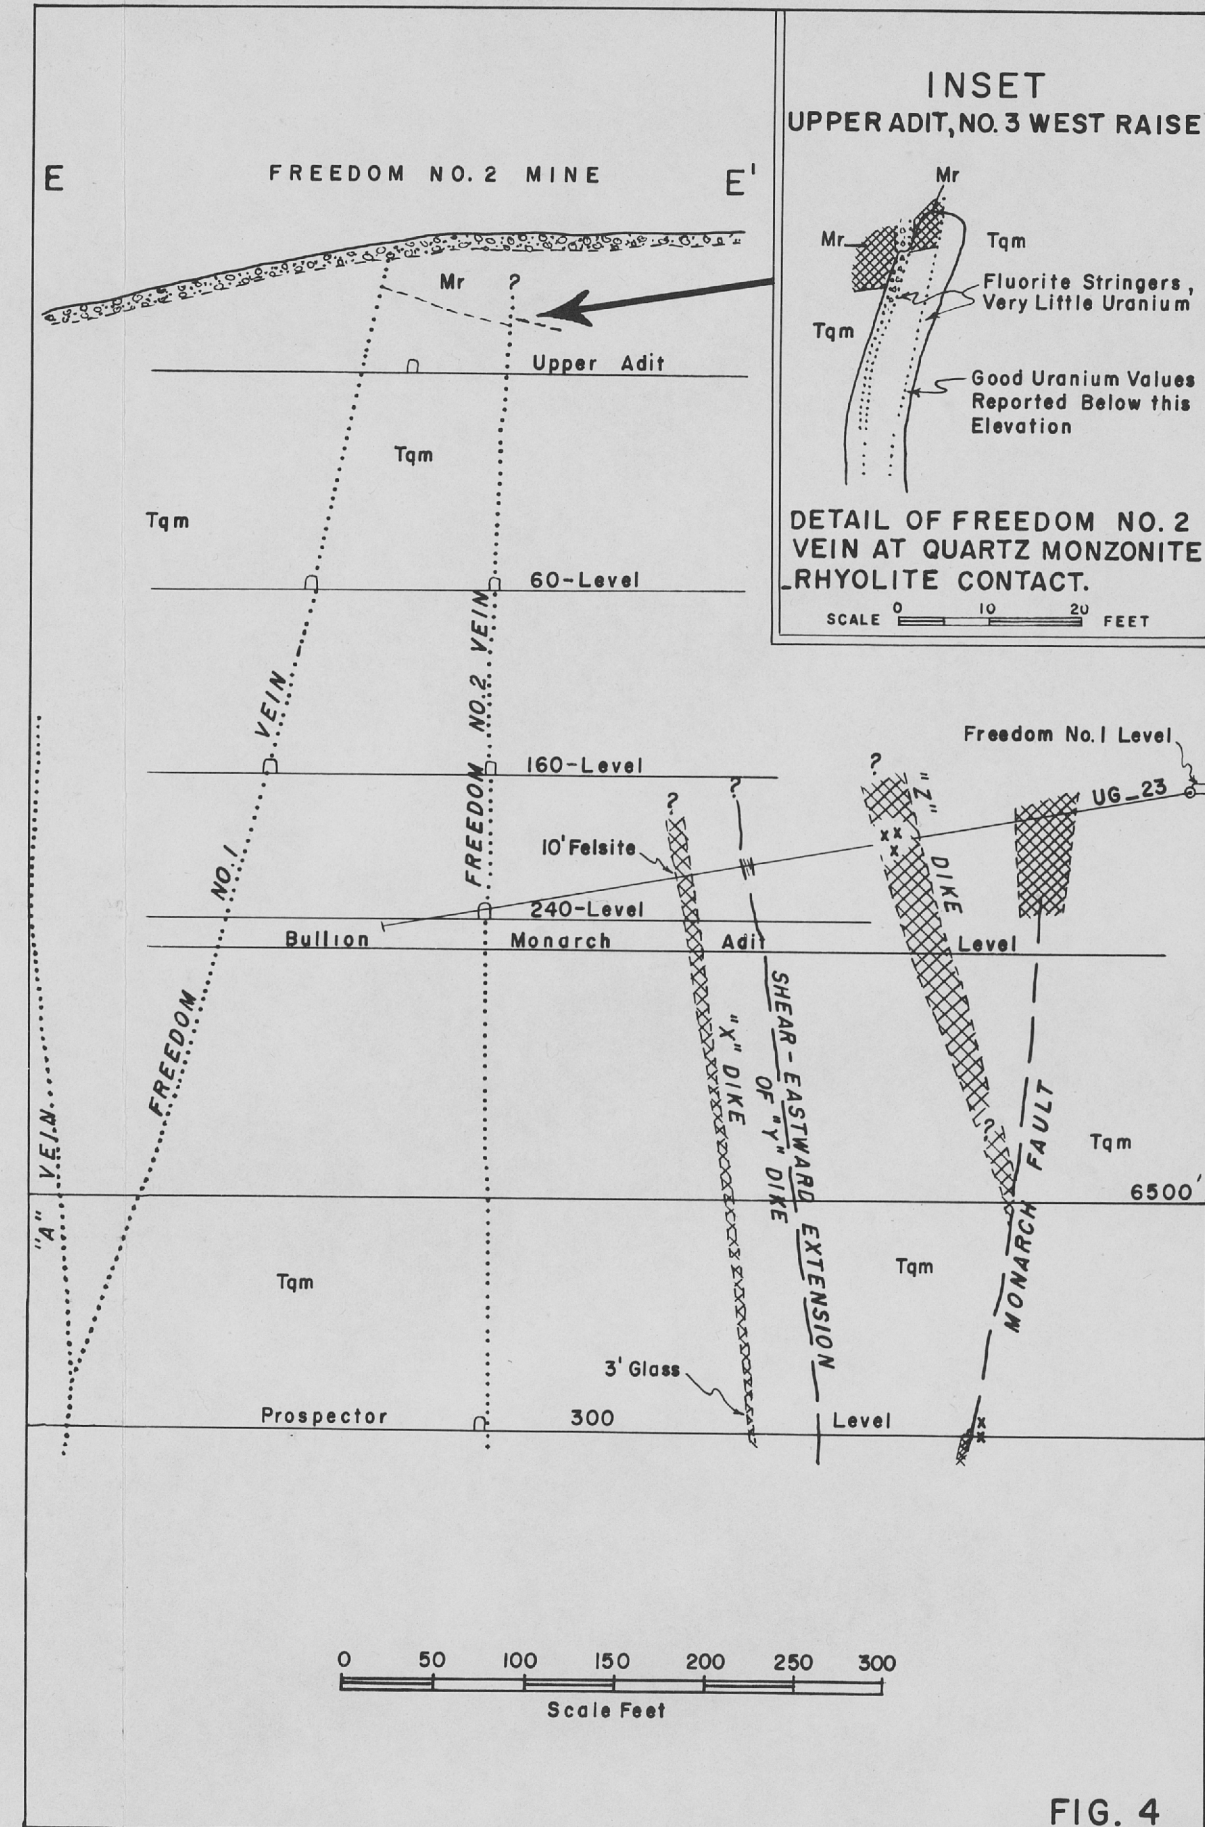 INSET
UPPER ADIT, NO. 3 WEST RAISE
Mr
Mr
Tqm
Fluorite Stringers,
Very Little Uranium
Tqm
Good Uranium Values
Reported Below this
Elevation
DETAIL OF FREEDOM NO. 2
VEIN AT QUARTZ MONZONITE
-RHYOLITE CONTACT.
SCALE 0 10 20 FEET
E
FREEDOM NO. 2 MINE
E'
Mr
?
Upper Adit
Tqm
Tqm
60-Level
FREEDOM NO. 2 VEIN
FREEDOM NO. 1 VEIN
160-Level
Freedom No. 1 Level
UG-23
?
?
?
"Z" DIKE
xx
x
10' Felsite
240-Level
Bullion Monarch Adit Level
"X" DIKE
SHEAR - EASTWARD EXTENSION
OF "Y" DIKE
?
MONARCH FAULT
Tqm
"A" VEIN
6500'
Tqm
Tqm
3' Glass
Prospector 300 Level
x
x
0 50 100 150 200 250 300
Scale Feet
FIG. 4